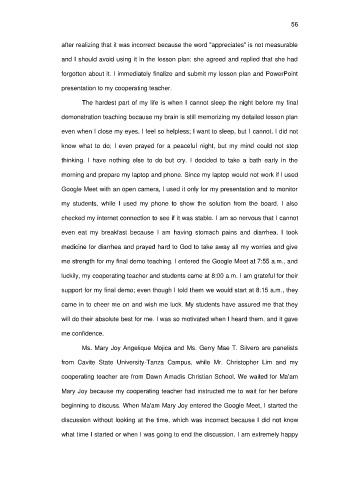 56
after realizing that it was incorrect because the word "appreciates" is not measurable
and I should avoid using it in the lesson plan; she agreed and replied that she had
forgotten about it. I immediately finalize and submit my lesson plan and PowerPoint
presentation to my cooperating teacher.
The hardest part of my life is when I cannot sleep the night before my final
demonstration teaching because my brain is still memorizing my detailed lesson plan
even when I close my eyes. I feel so helpless; I want to sleep, but I cannot. I did not
know what to do; I even prayed for a peaceful night, but my mind could not stop
thinking. I have nothing else to do but cry. I decided to take a bath early in the
morning and prepare my laptop and phone. Since my laptop would not work if I used
Google Meet with an open camera, I used it only for my presentation and to monitor
my students, while I used my phone to show the solution from the board. I also
checked my internet connection to see if it was stable. I am so nervous that I cannot
even eat my breakfast because I am having stomach pains and diarrhea. I took
medicine for diarrhea and prayed hard to God to take away all my worries and give
me strength for my final demo teaching. I entered the Google Meet at 7:55 a.m., and
luckily, my cooperating teacher and students came at 8:00 a.m. I am grateful for their
support for my final demo; even though I told them we would start at 8:15 a.m., they
came in to cheer me on and wish me luck. My students have assured me that they
will do their absolute best for me. I was so motivated when I heard them, and it gave
me confidence.
Ms. Mary Joy Angelique Mojica and Ms. Gerry Mae T. Silvero are panelists
from Cavite State University-Tanza Campus, while Mr. Christopher Lim and my
cooperating teacher are from Dawn Amadis Christian School. We waited for Ma'am
Mary Joy because my cooperating teacher had instructed me to wait for her before
beginning to discuss. When Ma'am Mary Joy entered the Google Meet, I started the
discussion without looking at the time, which was incorrect because I did not know
what time I started or when I was going to end the discussion. I am extremely happy